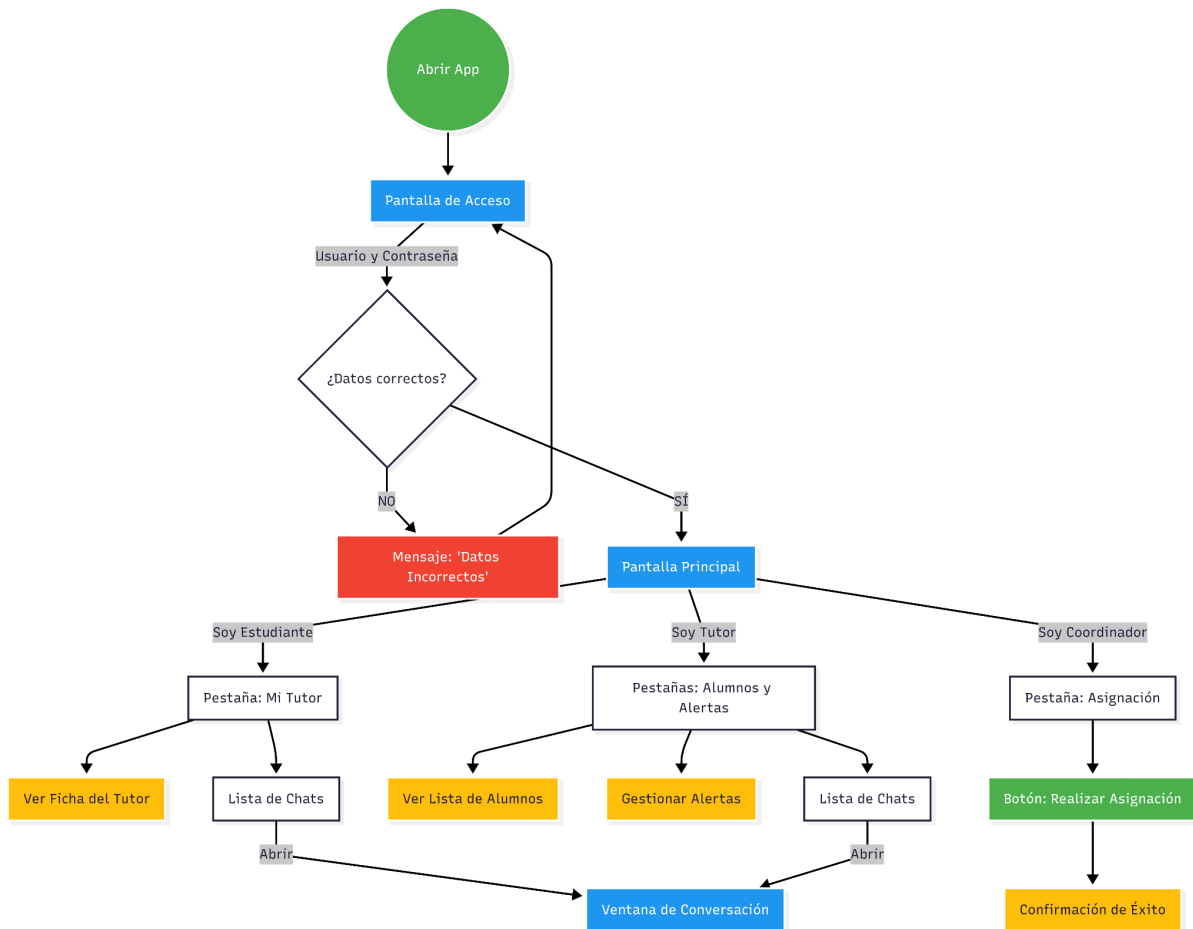 Abrir App
Pantalla de Acceso
Usuario y Contraseña
¿Datos correctos?
NO
SÍ
Mensaje: 'Datos
Incorrectos'
Pantalla Principal
Soy Estudiante
Soy Tutor
Soy Coordinador
Pestaña: Mi Tutor
Pestañas: Alumnos y
Alertas
Pestaña: Asignación
Ver Ficha del Tutor
Lista de Chats
Ver Lista de Alumnos
Gestionar Alertas
Lista de Chats
Botón: Realizar Asignación
Abrir
Abrir
Ventana de Conversación
Confirmación de Éxito